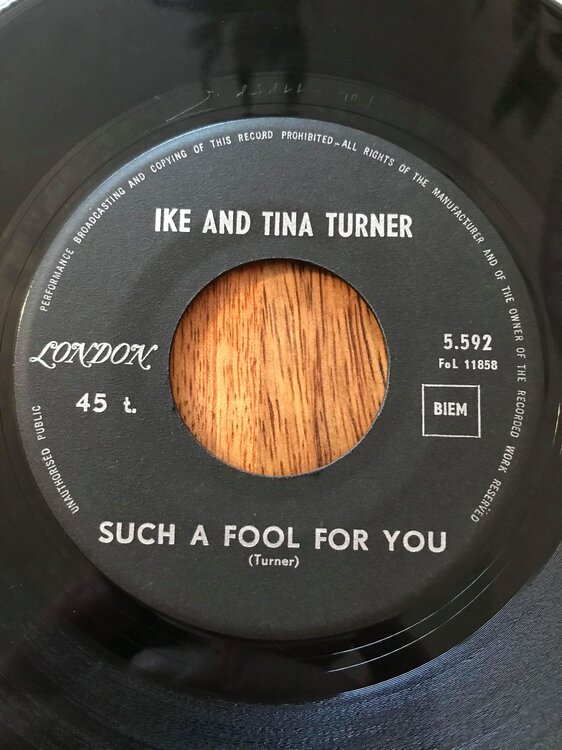 UNAUTHORISED PUBLIC PERFORMANCE BROADCASTING AND COPYING OF THIS RECORD PROHIBITED.-ALL RIGHTS OF THE MANUFACTURER AND OF THE OWNER OF THE RECORDED WORK RESERVED
IKE AND TINA TURNER
LONDON
45 t.
5.592
FoL 11858
BIEM
SUCH A FOOL FOR YOU
(Turner)